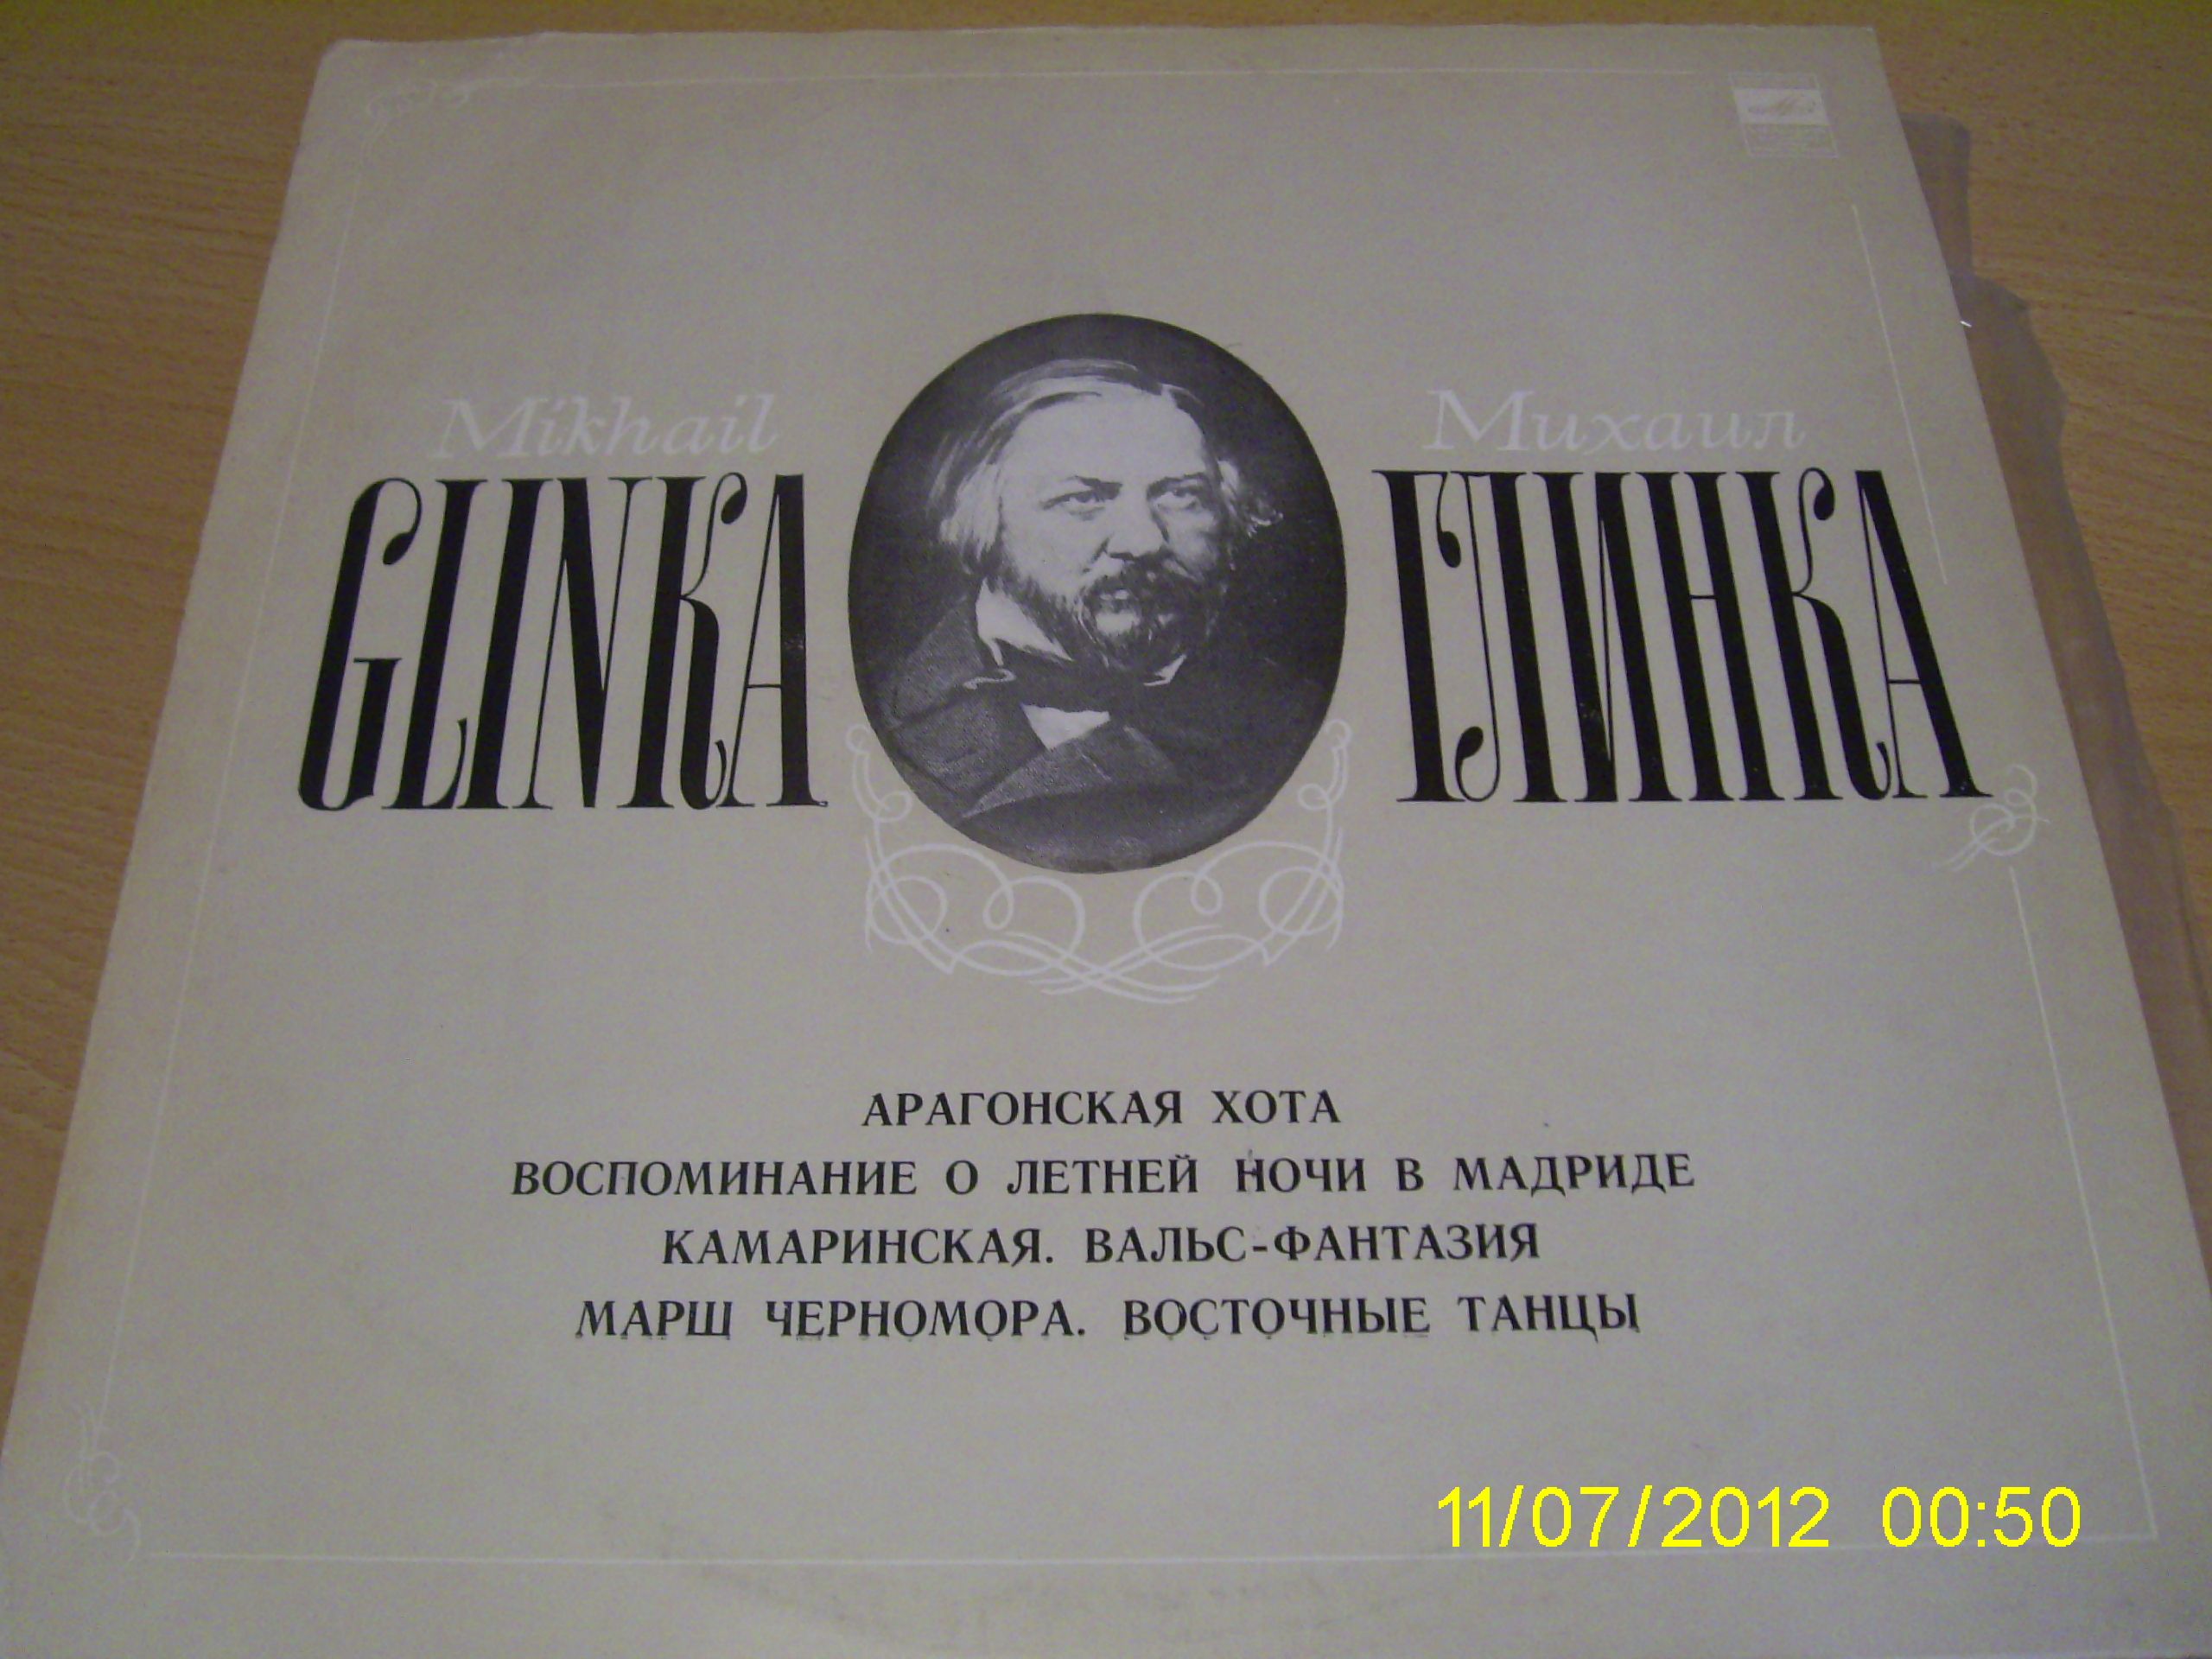 Mikhail
GLINKA
Михаил
ГЛИНКА
АРАГОНСКАЯ ХОТА
ВОСПОМИНАНИЕ О ЛЕТНЕЙ НОЧИ В МАДРИДЕ
КАМАРИНСКАЯ. ВАЛЬС-ФАНТАЗИЯ
МАРШ ЧЕРНОМОРА. ВОСТОЧНЫЕ ТАНЦЫ
11/07/2012 00:50